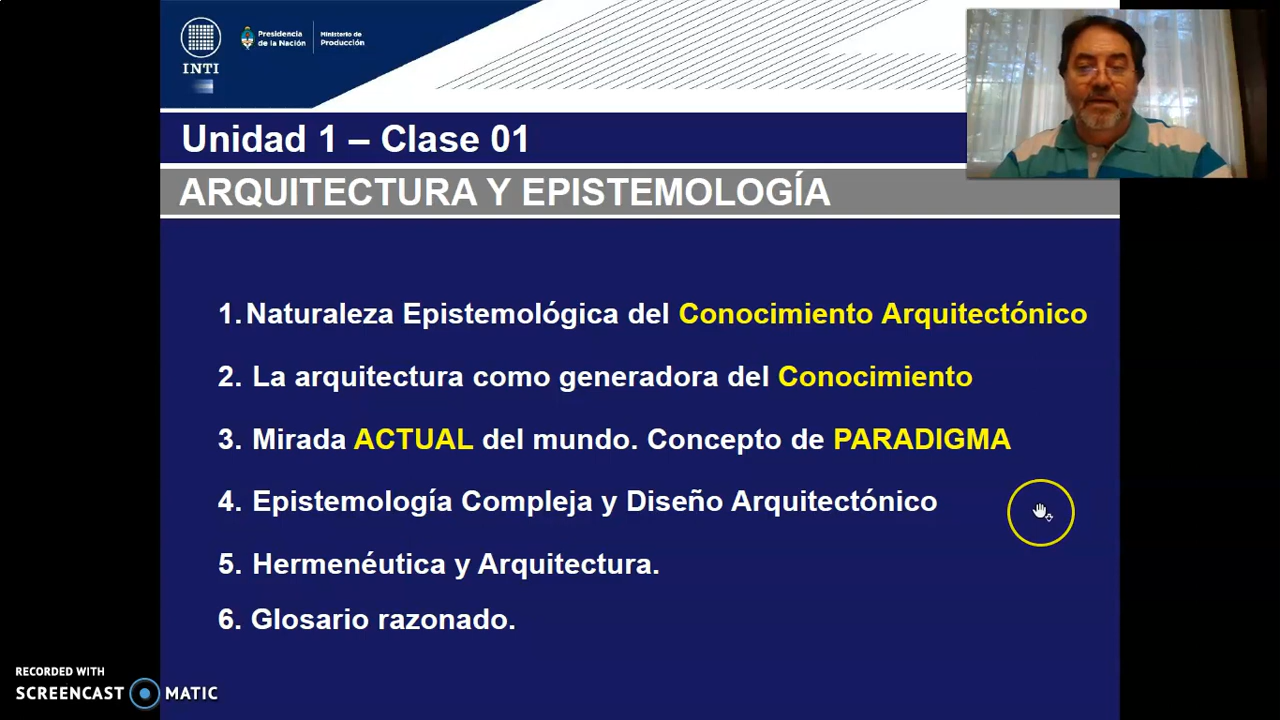 INTI
Presidencia
de la Nación
Ministerio de
Producción
Unidad 1 – Clase 01
ARQUITECTURA Y EPISTEMOLOGÍA
1. Naturaleza Epistemológica del Conocimiento Arquitectónico
2. La arquitectura como generadora del Conocimiento
3. Mirada ACTUAL del mundo. Concepto de PARADIGMA
4. Epistemología Compleja y Diseño Arquitectónico
5. Hermenéutica y Arquitectura.
6. Glosario razonado.
RECORDED WITH
SCREENCAST MATIC